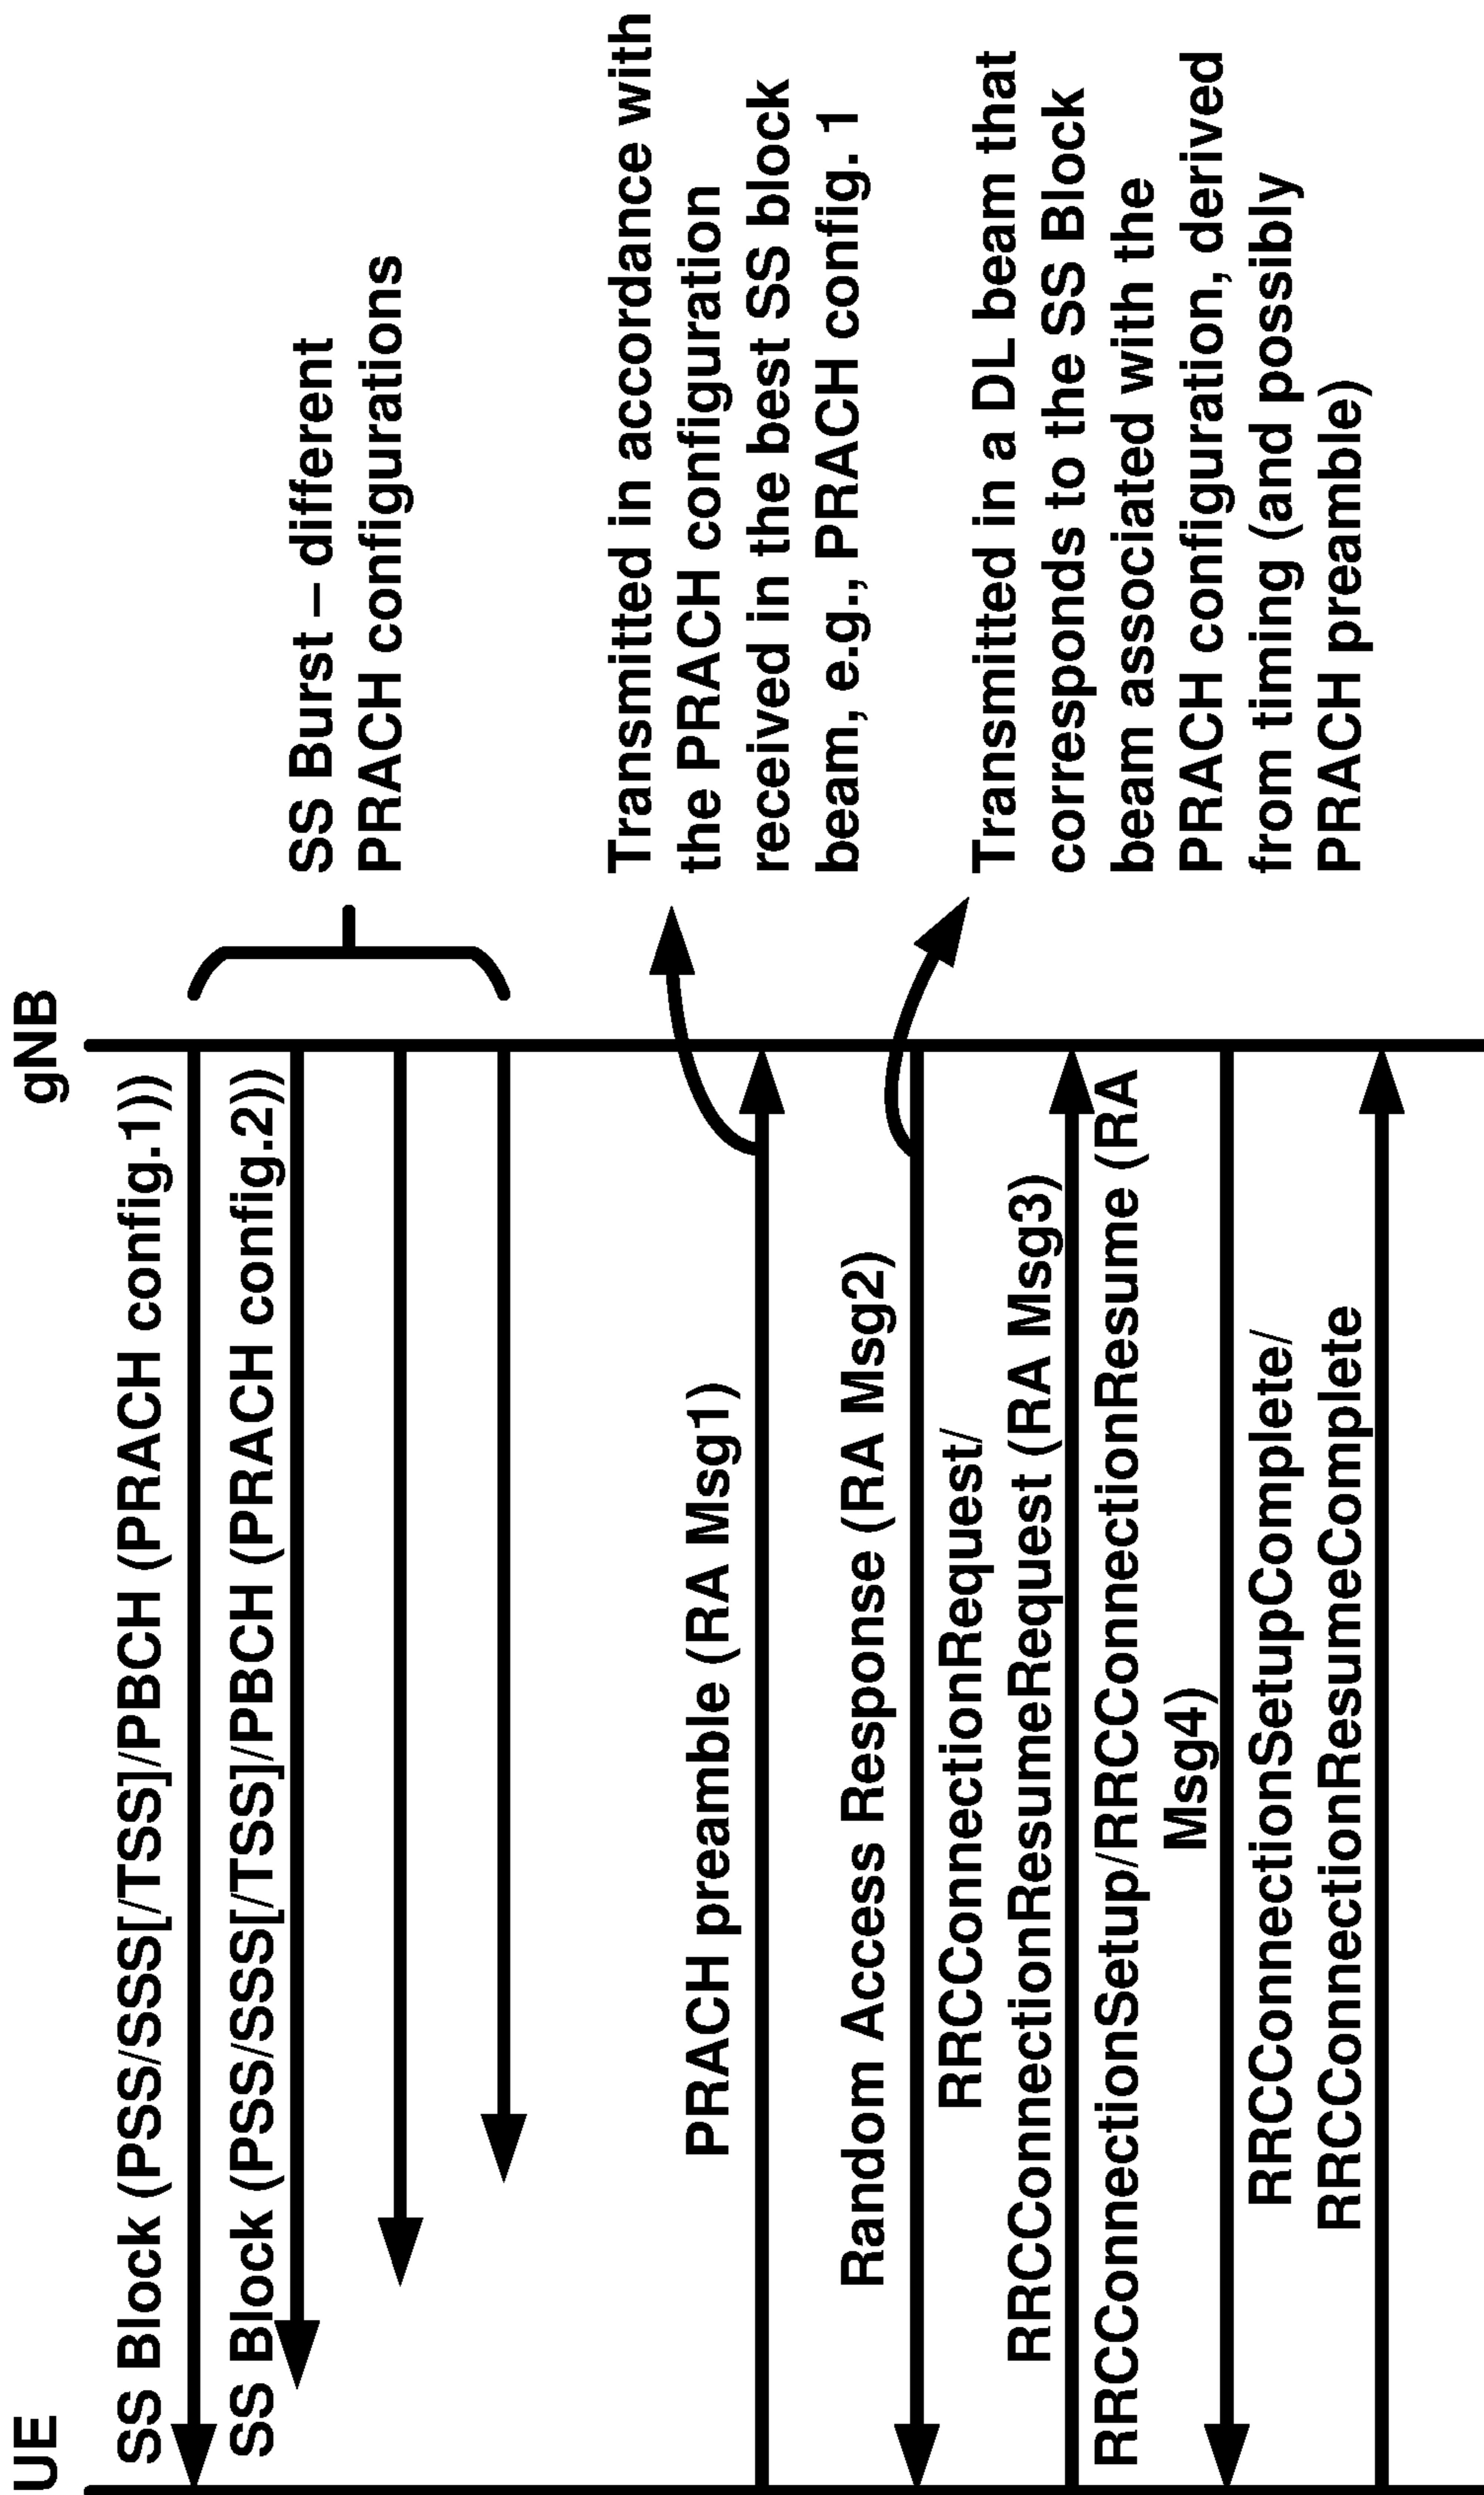 UE
gNB
SS Block (PSS/SSS[/TSS]/PBCH (PRACH config.1))
SS Block (PSS/SSS[/TSS]/PBCH (PRACH config.2)))
SS Burst – different
PRACH configurations
PRACH preamble (RA Msg1)
Transmitted in accordance with
the PRACH configuration
received in the best SS block
beam, e.g., PRACH config. 1
Random Access Response (RA Msg2)
Transmitted in a DL beam that
corresponds to the SS Block
beam associated with the
PRACH configuration, derived
from timing (and possibly
PRACH preamble)
RRCConnectionRequest/
RRCConnectionResumeRequest (RA Msg3)
RRCConnectionSetup/RRCConnectionResume (RA
Msg4)
RRCConnectionSetupComplete/
RRCConnectionResumeComplete